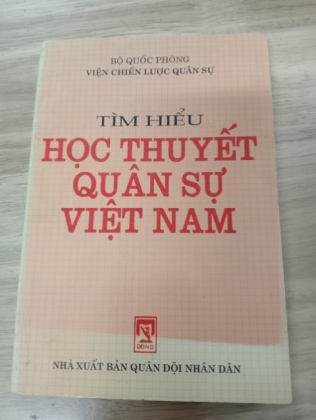 BỘ QUỐC PHÒNG
VIỆN CHIẾN LƯỢC QUÂN SỰ
TÌM HIỂU
HỌC THUYẾT
QUÂN SỰ
VIỆT NAM
QĐND
NHÀ XUẤT BẢN QUÂN ĐỘI NHÂN DÂN